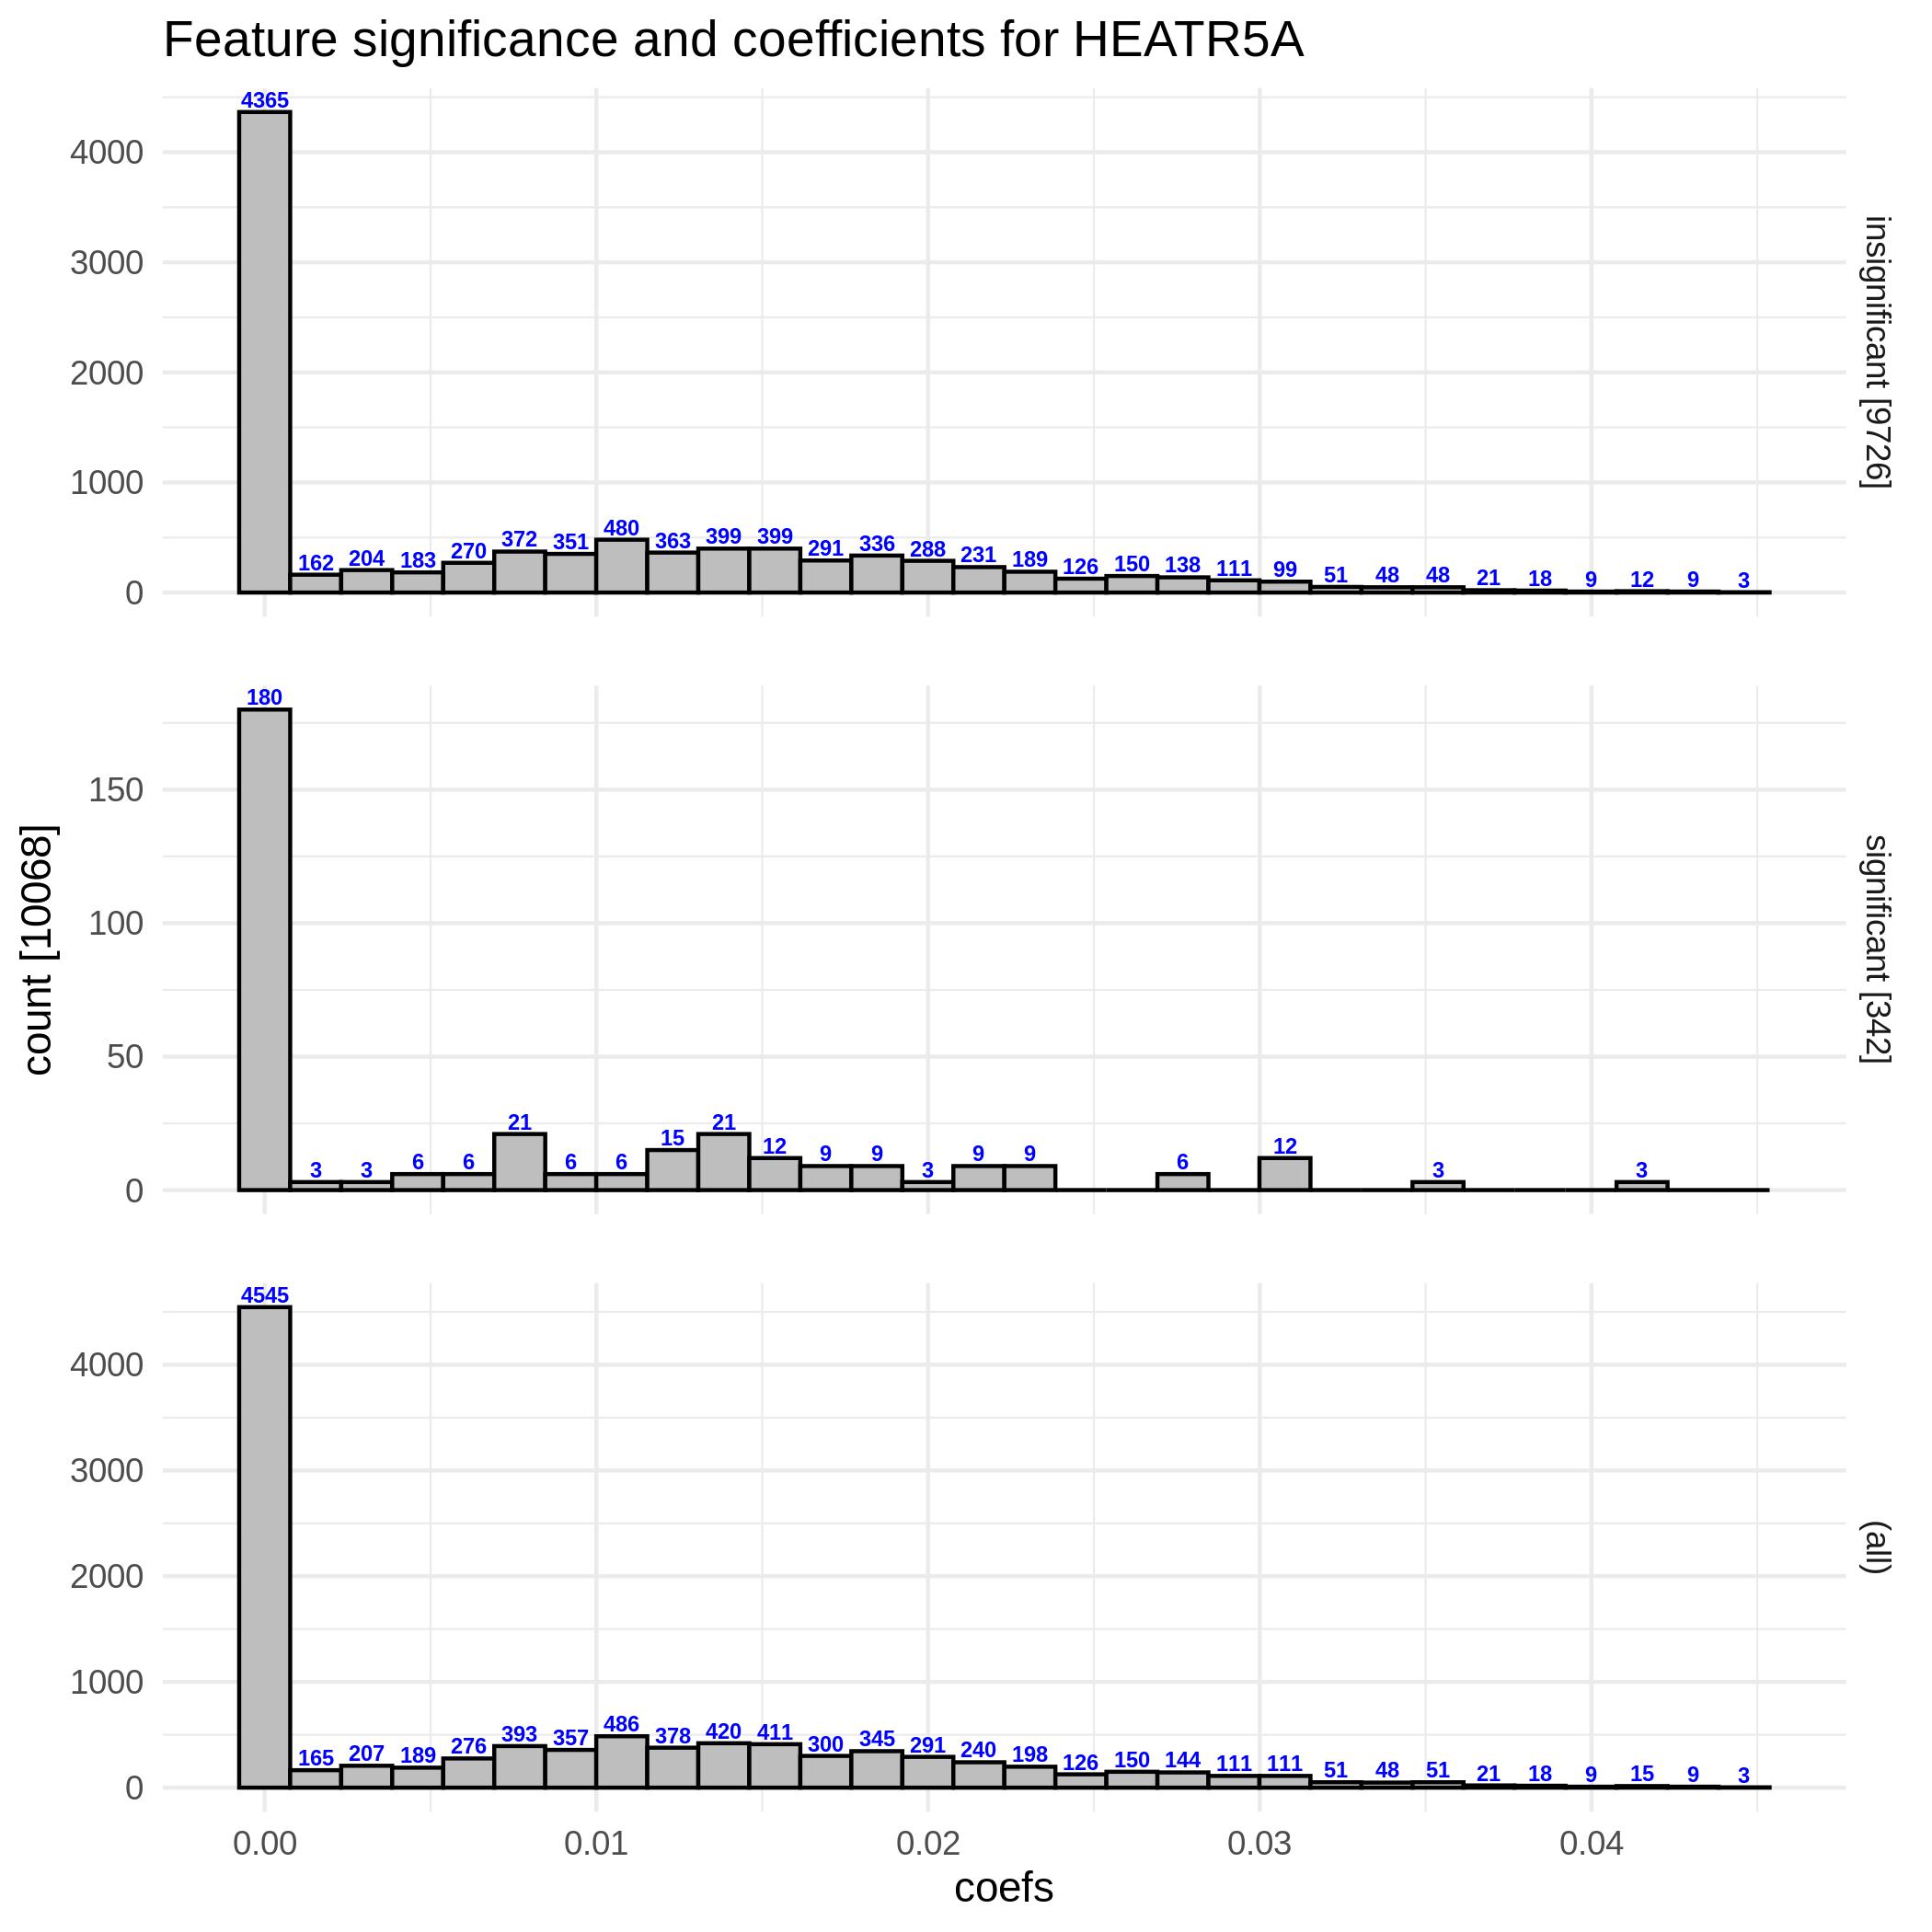 Feature significance and coefficients for HEATR5A
4365
4000
3000
2000
1000
0
162 204 183 270 372 351 480 363 399 399 291 336 288 231 189 126 150 138 111 99 51 48 48 21 18 9 12 9 3
insignificant [9726]
180
150
100
50
0
3 3 6 6 21 6 6 15 21 12 9 9 3 9 9 6 12 3 3
significant [342]
count [10068]
4545
4000
3000
2000
1000
0
165 207 189 276 393 357 486 378 420 411 300 345 291 240 198 126 150 144 111 111 51 48 51 21 18 9 15 9 3
(all)
0.00 0.01 0.02 0.03 0.04
coefs